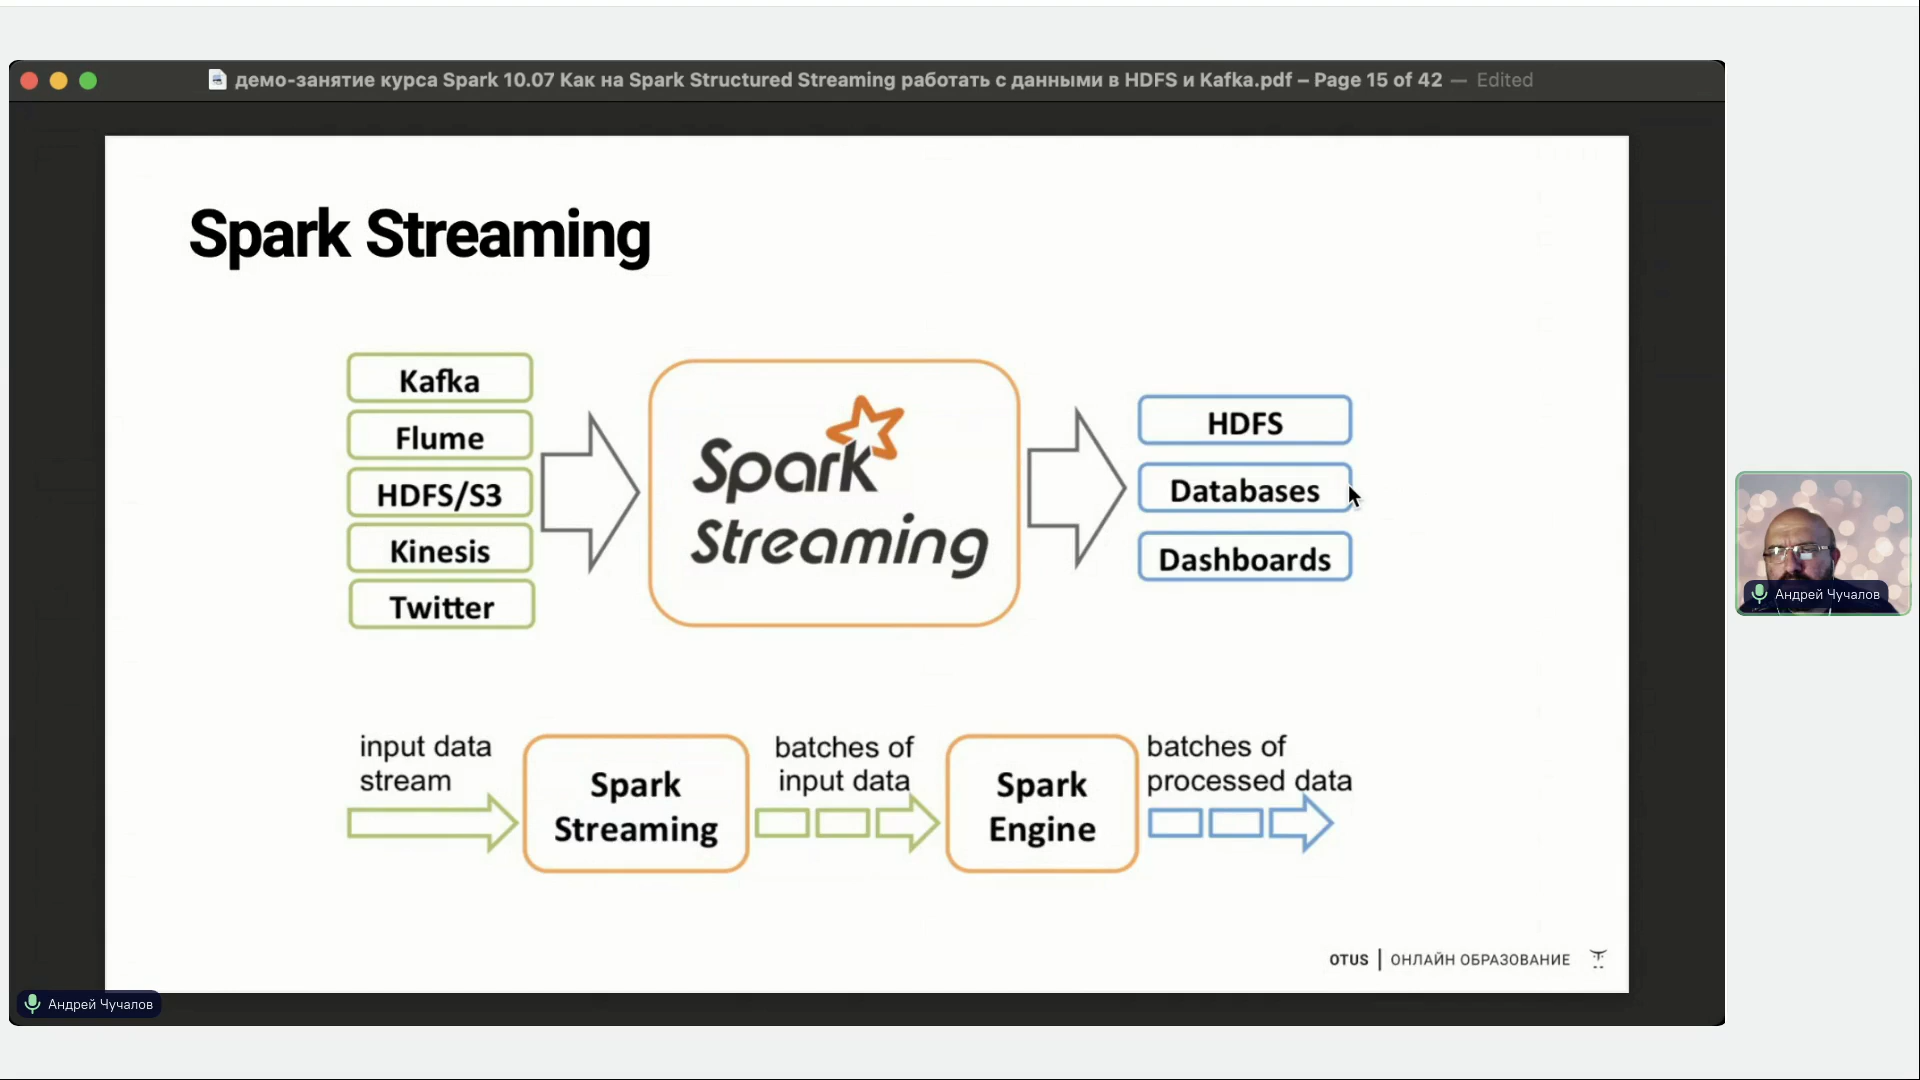 демо-занятие курса Spark 10.07 Как на Spark Structured Streaming работать с данными в HDFS и Kafka.pdf – Page 15 of 42 — Edited
Spark Streaming
Kafka
Flume
HDFS/S3
Kinesis
Twitter
Spark
Streaming
HDFS
Databases
Dashboards
input data
stream
Spark
Streaming
batches of
input data
Spark
Engine
batches of
processed data
OTUS | ОНЛАЙН ОБРАЗОВАНИЕ
Андрей Чучалов
Андрей Чучалов